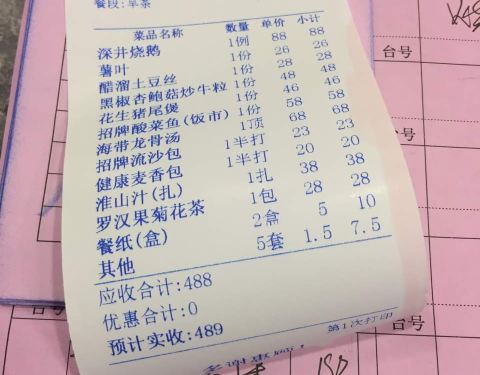 餐段:早茶
菜品名称 数量 单价 小计
深井烧鹅 1例 88 88
薯叶 1份 26 26
醋溜土豆丝 1份 28 28
黑椒杏鲍菇炒牛粒 1份 48 48
花生猪尾煲 1份 46 46
招牌酸菜鱼(饭市) 1份 58 58
海带龙骨汤 1顶 68 68
招牌流沙包 1半打 23 23
健康麦香包 1半打 20 20
淮山汁(扎) 1扎 38 38
罗汉果菊花茶 1包 28 28
餐纸(盒) 2盒 5 10
其他 5套 1.5 7.5
应收合计:488
优惠合计:0
预计实收:489
第1次打印
多谢惠顾!
台号
台号